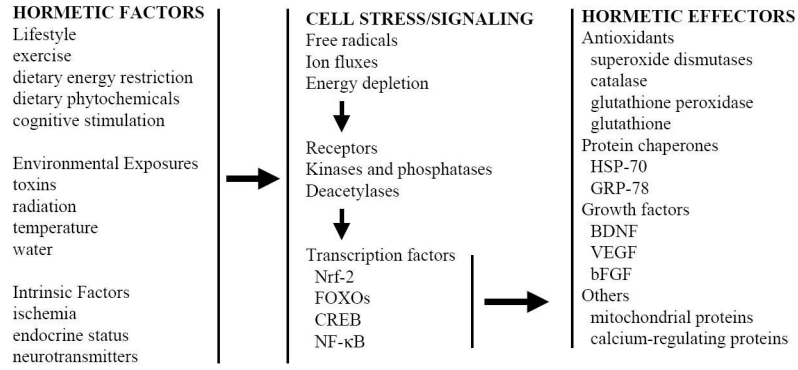 HORMETIC FACTORS
Lifestyle
exercise
dietary energy restriction
dietary phytochemicals
cognitive stimulation
Environmental Exposures
toxins
radiation
temperature
water
Intrinsic Factors
ischemia
endocrine status
neurotransmitters
CELL STRESS/SIGNALING
Free radicals
Ion fluxes
Energy depletion
Receptors
Kinases and phosphatases
Deacetylases
Transcription factors
Nrf-2
FOXOs
CREB
NF-κB
HORMETIC EFFECTORS
Antioxidants
superoxide dismutases
catalase
glutathione peroxidase
glutathione
Protein chaperones
HSP-70
GRP-78
Growth factors
BDNF
VEGF
bFGF
Others
mitochondrial proteins
calcium-regulating proteins